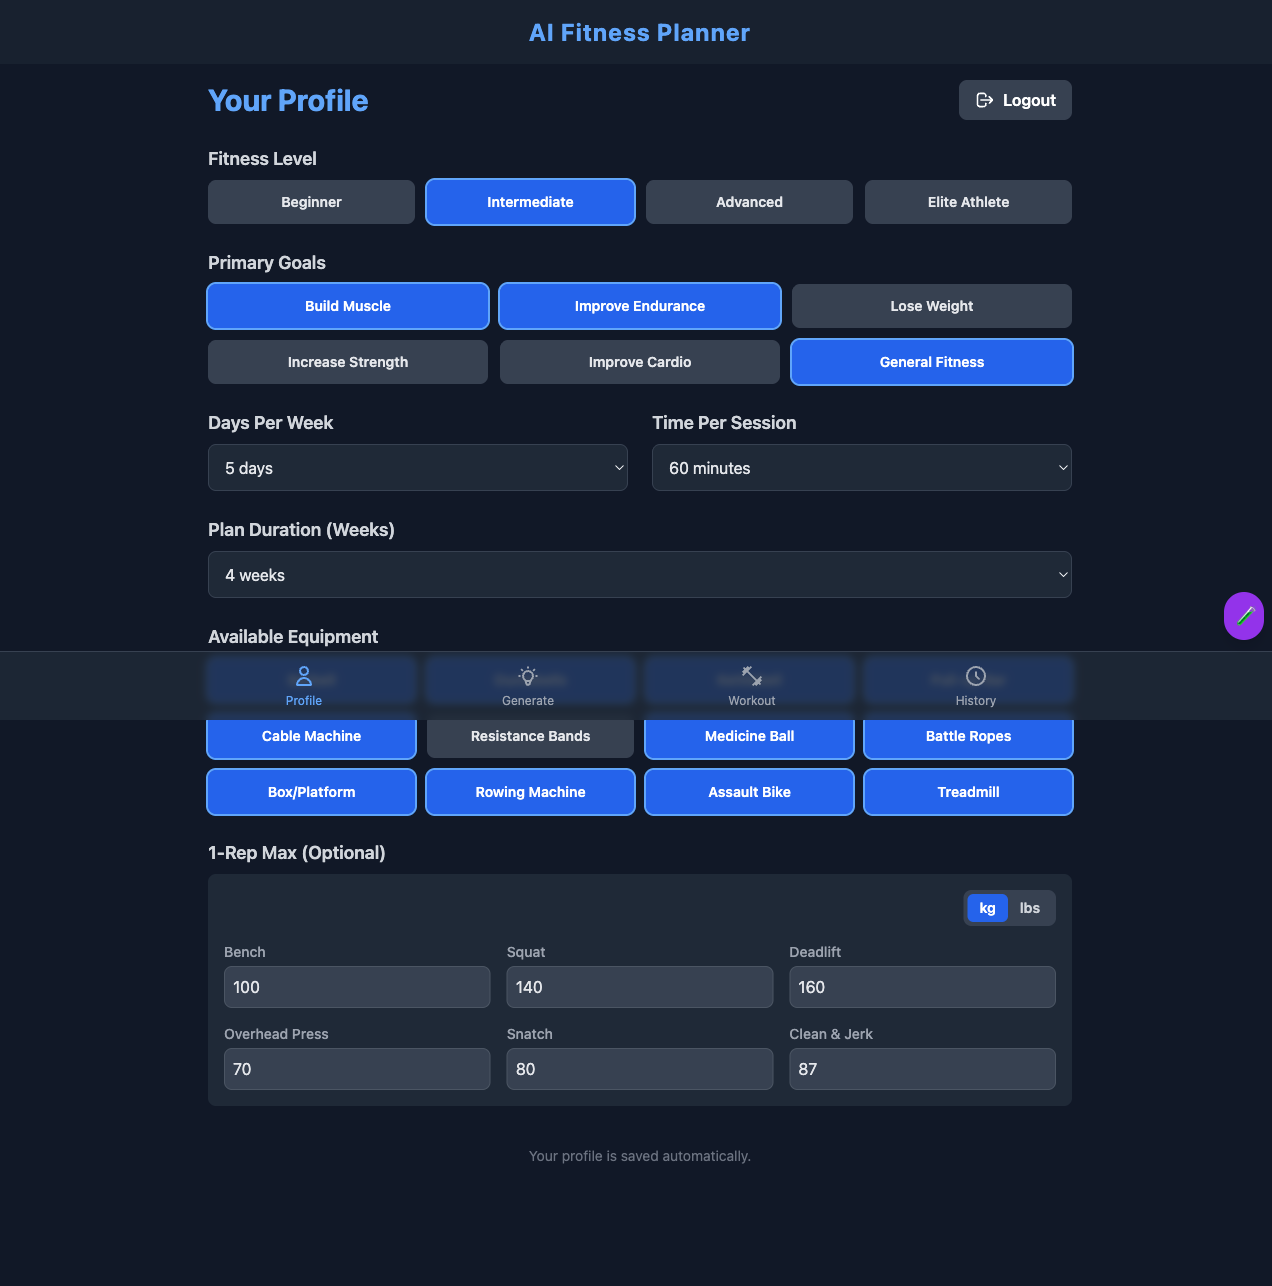 AI Fitness Planner
Your Profile
Logout
Fitness Level
Beginner
Intermediate
Advanced
Elite Athlete
Primary Goals
Build Muscle
Improve Endurance
Lose Weight
Increase Strength
Improve Cardio
General Fitness
Days Per Week
Time Per Session
5 days
60 minutes
Plan Duration (Weeks)
4 weeks
Available Equipment
Profile
Generate
Workout
History
Cable Machine
Resistance Bands
Medicine Ball
Battle Ropes
Box/Platform
Rowing Machine
Assault Bike
Treadmill
1-Rep Max (Optional)
kg
lbs
Bench
Squat
Deadlift
100
140
160
Overhead Press
Snatch
Clean & Jerk
70
80
87
Your profile is saved automatically.